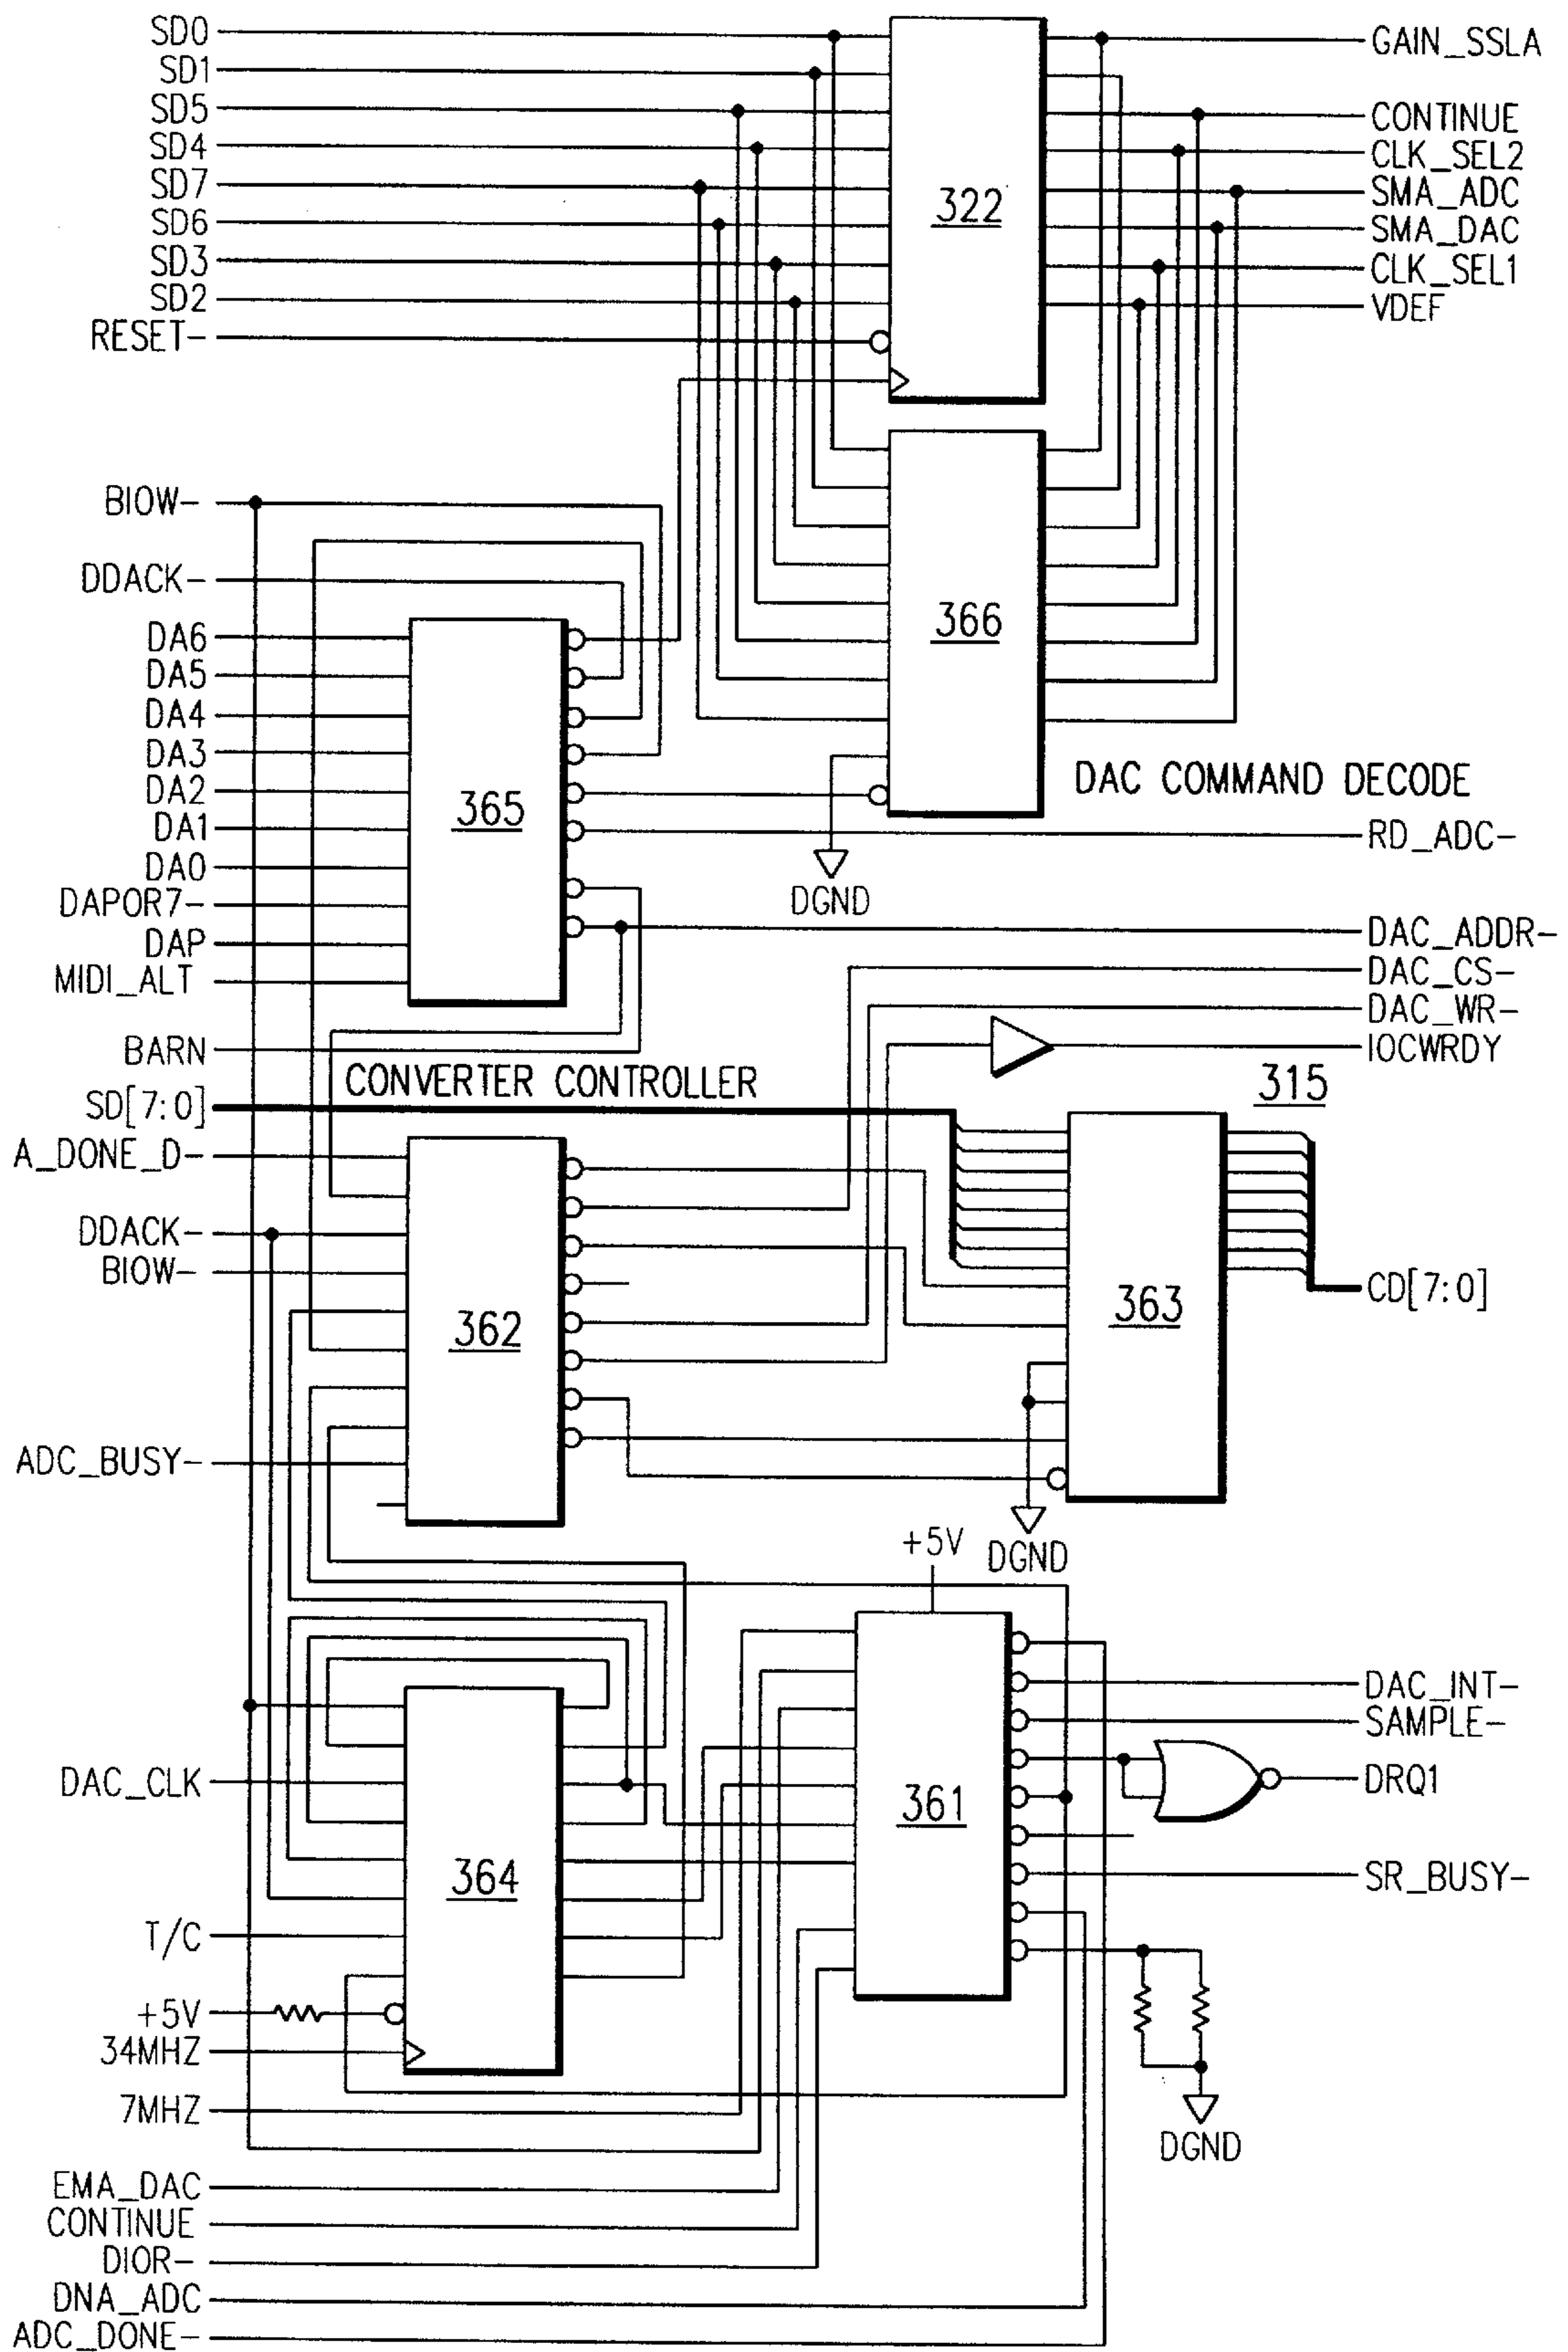 SD0
SD1
SD5
SD4
SD7
SD6
SD3
SD2
RESET-
322
GAIN_SSLA
CONTINUE
CLK_SEL2
SMA_ADC
SMA_DAC
CLK_SEL1
VDEF
BIOW-
DDACK-
DA6
DA5
DA4
DA3
DA2
DA1
DA0
DAPOR7-
DAP
MIDI_ALT
BARN
365
366
DGND
DAC COMMAND DECODE
RD_ADC-
DAC_ADDR-
DAC_CS-
DAC_WR-
IOCWRDY
CONVERTER CONTROLLER
315
SD[7:0]
A_DONE_D-
DDACK-
BIOW-
ADC_BUSY-
362
363
CD[7:0]
DGND
+5V
DAC_CLK
T/C
+5V
34MHZ
7MHZ
364
361
DAC_INT-
SAMPLE-
DRQ1
SR_BUSY-
DGND
EMA_DAC
CONTINUE
DIOR-
DNA_ADC
ADC_DONE-